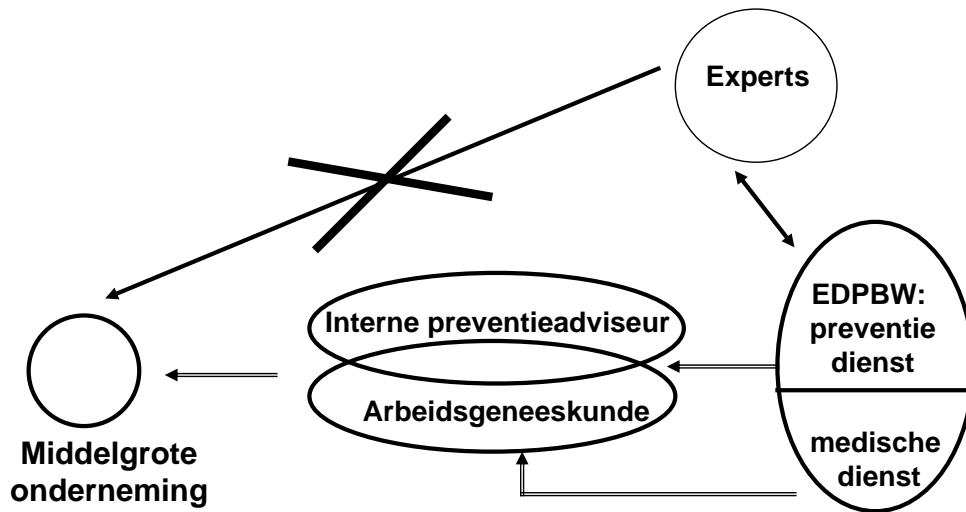 Experts
EDPBW:
preventie
dienst
Interne preventieadviseur
Arbeidsgeneeskunde
medische
dienst
Middelgrote
onderneming